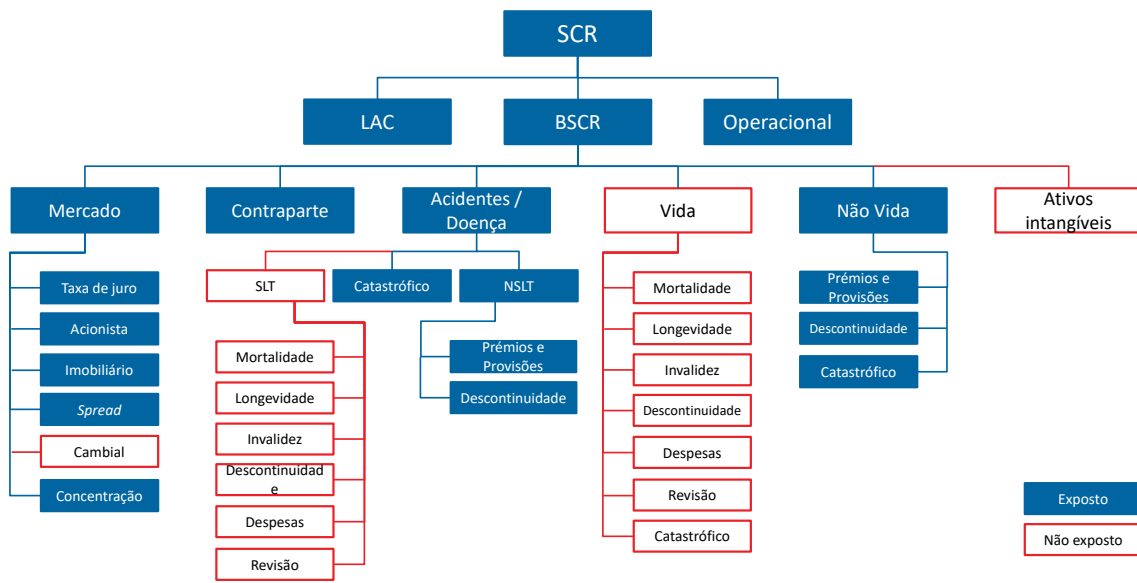 SCR
LAC
BSCR
Operacional
Mercado
Contraparte
Acidentes /
Doença
Vida
Não Vida
Ativos
intangíveis
Taxa de juro
Acionista
Imobiliário
Spread
Cambial
Concentração
SLT
Catastrófico
NSLT
Mortalidade
Longevidade
Invalidez
Descontinuidad
e
Despesas
Revisão
Prémios e
Provisões
Descontinuidade
Mortalidade
Longevidade
Invalidez
Descontinuidade
Despesas
Revisão
Catastrófico
Prémios e
Provisões
Descontinuidade
Catastrófico
Exposto
Não exposto